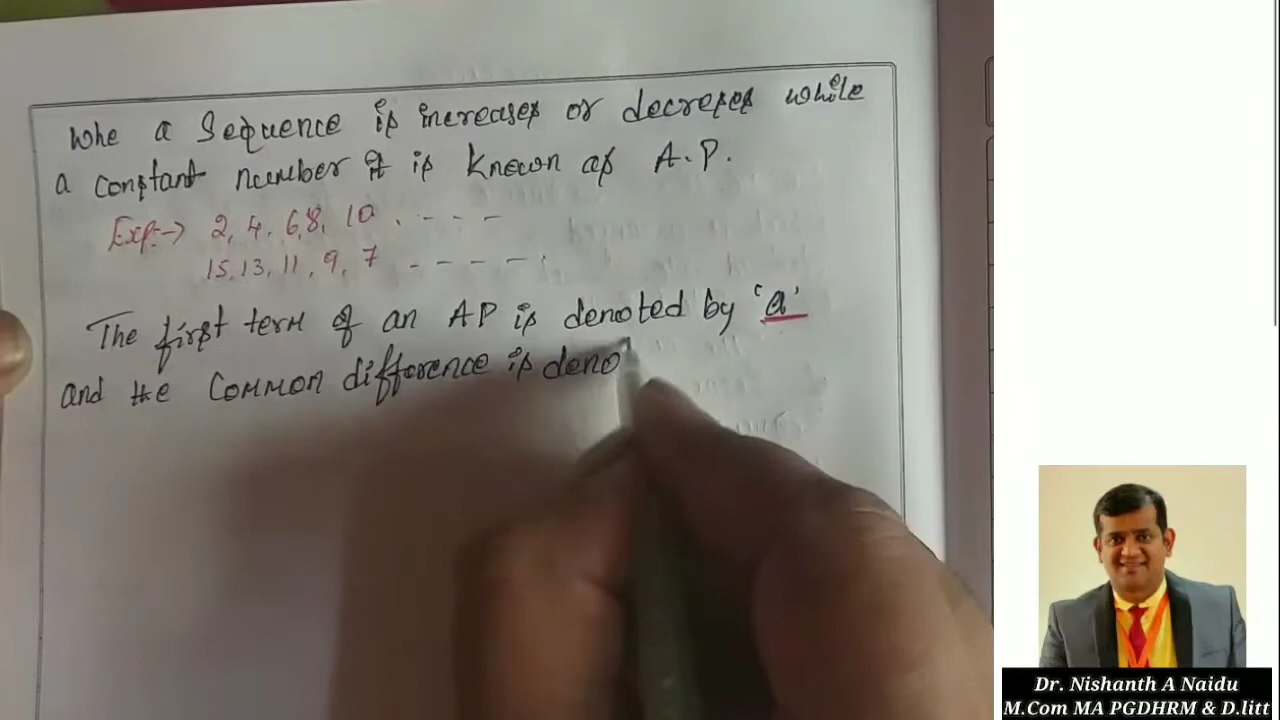 Whe a Sequence is increases or decreses while
a constant number it is known as A.P.
Exp:-> 2, 4, 6, 8, 10, - - - -
15, 13, 11, 9, 7 - - - - -
The first term of an AP is denoted by 'a'
and the common difference is deno
Dr. Nishanth A Naidu
M.Com MA PGDHRM & D.litt